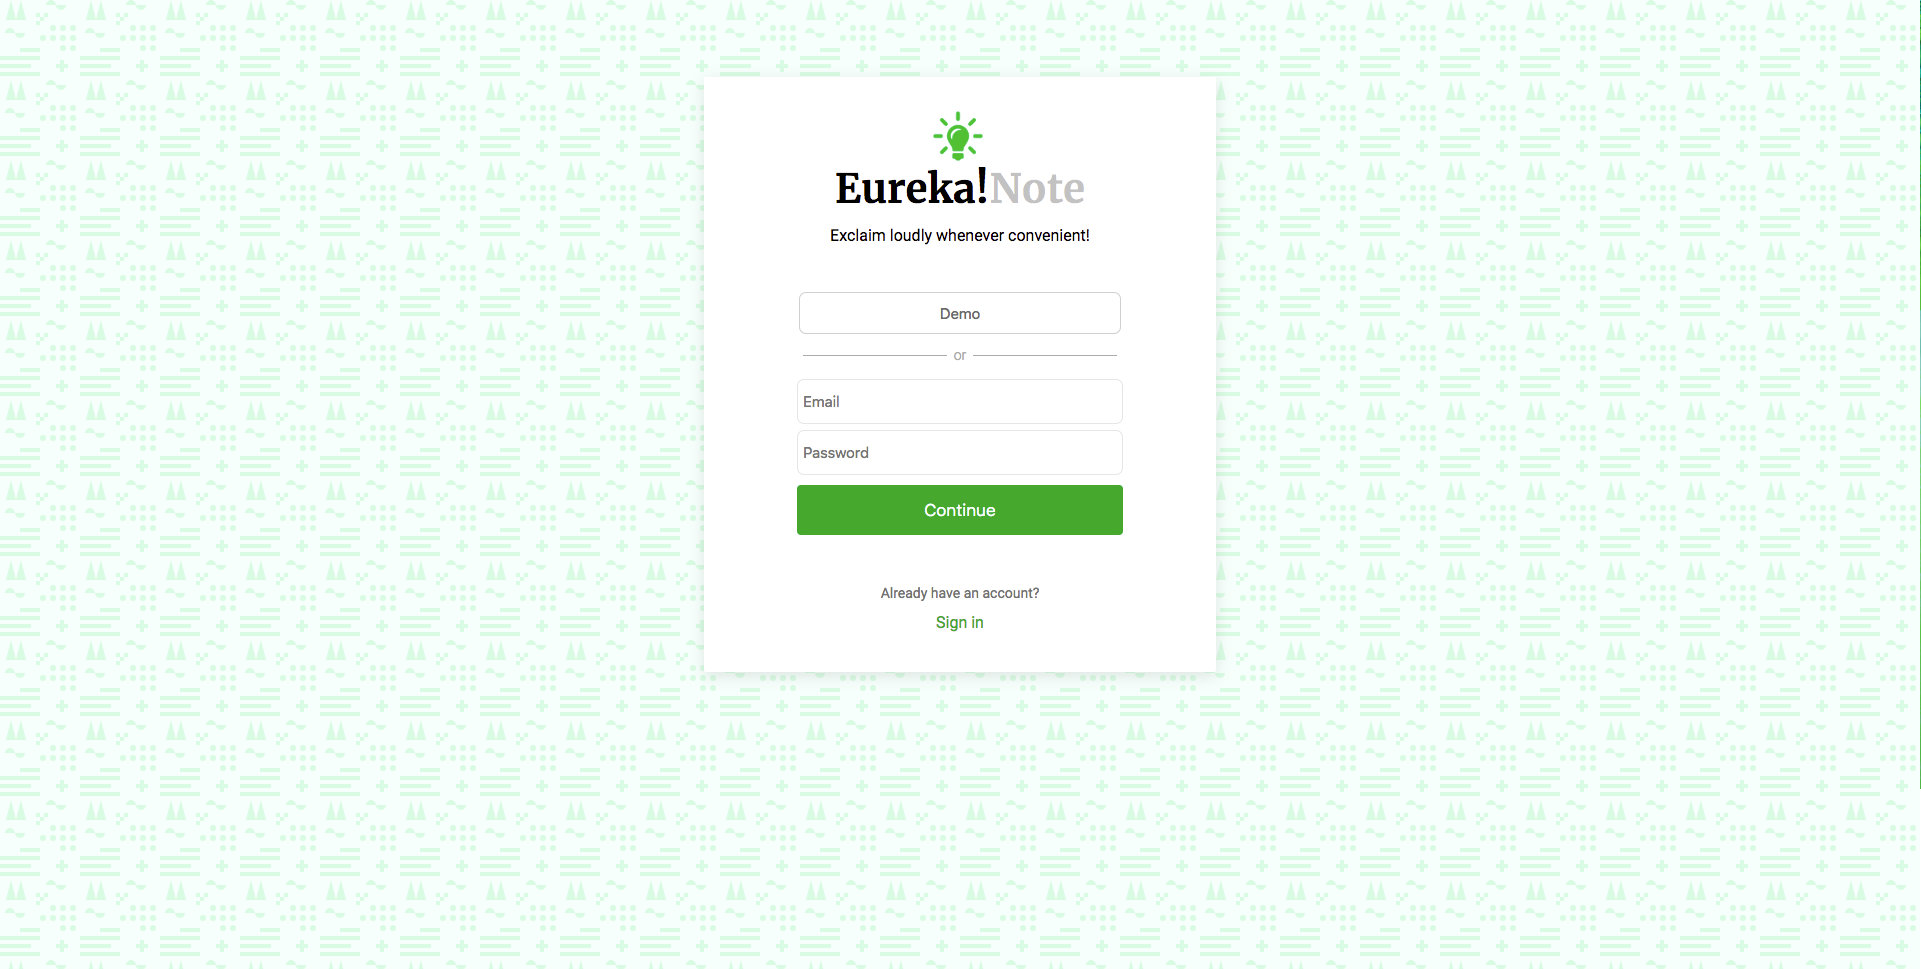 Eureka!Note
Exclaim loudly whenever convenient!
Demo
or
Email
Password
Continue
Already have an account?
Sign in